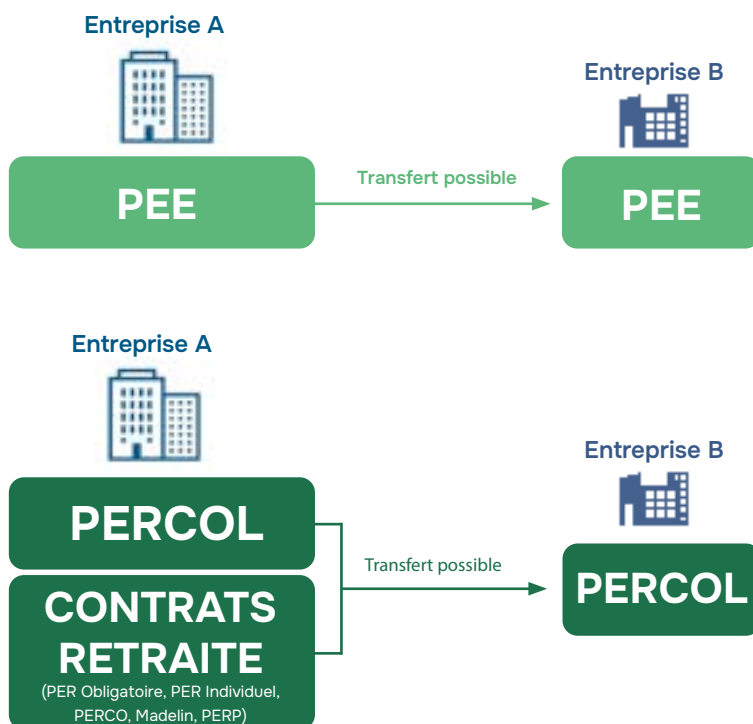 Entreprise A
Entreprise B
PEE
Transfert possible
PEE
Entreprise A
Entreprise B
PERCOL
Transfert possible
PERCOL
CONTRATS
RETRAITE
(PER Obligatoire, PER Individuel,
PERCO, Madelin, PERP)